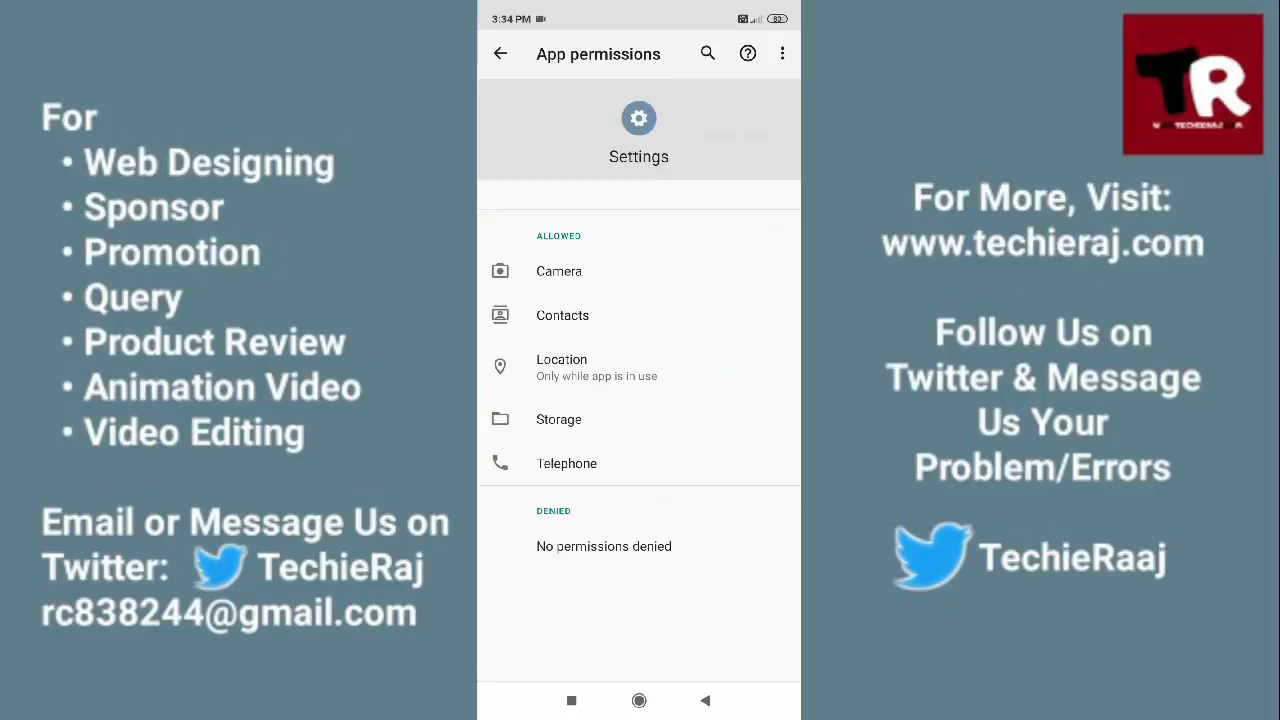 For
• Web Designing
• Sponsor
• Promotion
• Query
• Product Review
• Animation Video
• Video Editing
Email or Message Us on
Twitter: TechieRaj
rc838244@gmail.com
3:34 PM
80
App permissions
Settings
ALLOWED
Camera
Contacts
Location
Only while app is in use
Storage
Telephone
DENIED
No permissions denied
TR
For More, Visit:
www.techieraj.com
Follow Us on
Twitter & Message
Us Your
Problem/Errors
TechieRaaj